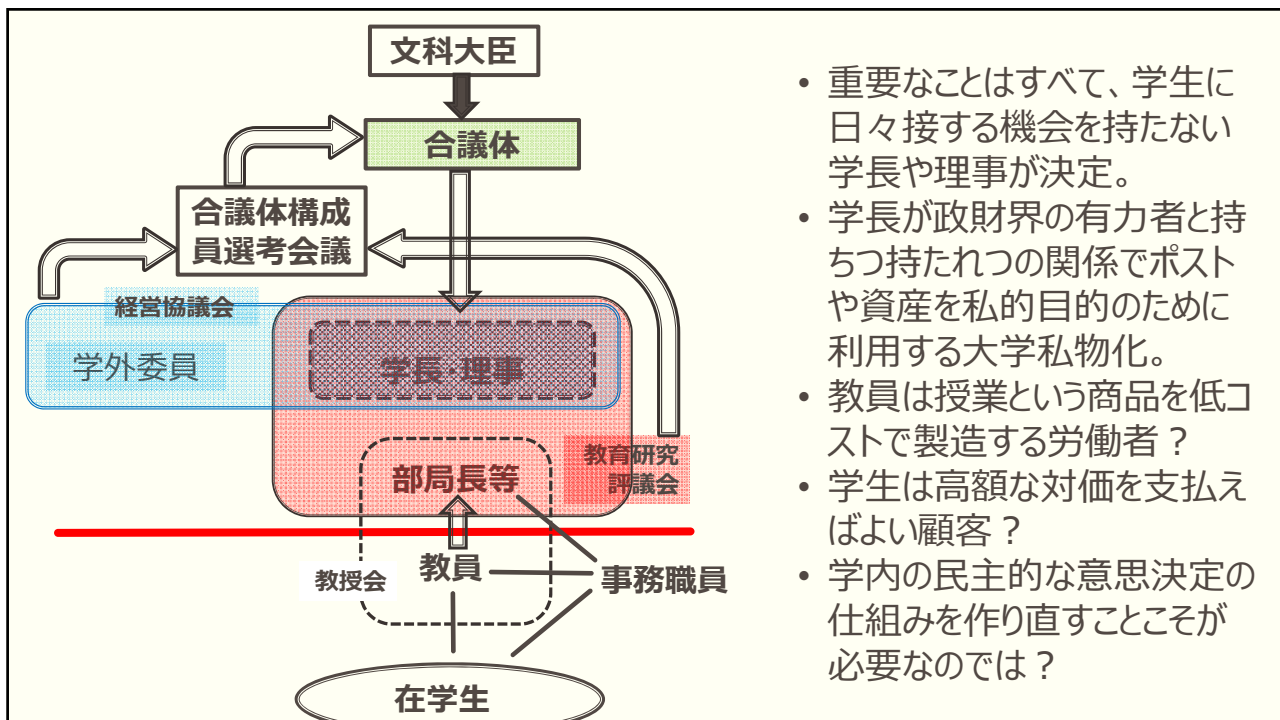 文科大臣
合議体
合議体構成
員選考会議
経営協議会
学外委員
学長・理事
部局長等
教育研究
評議会
教授会
教員
事務職員
在学生
• 重要なことはすべて、学生に
日々接する機会を持たない
学長や理事が決定。
• 学長が政財界の有力者と持
ちつ持たれつの関係でポスト
や資産を私的目的のために
利用する大学私物化。
• 教員は授業という商品を低コ
ストで製造する労働者？
• 学生は高額な対価を支払え
ばよい顧客？
• 学内の民主的な意思決定の
仕組みを作り直すことこそが
必要なのでは？